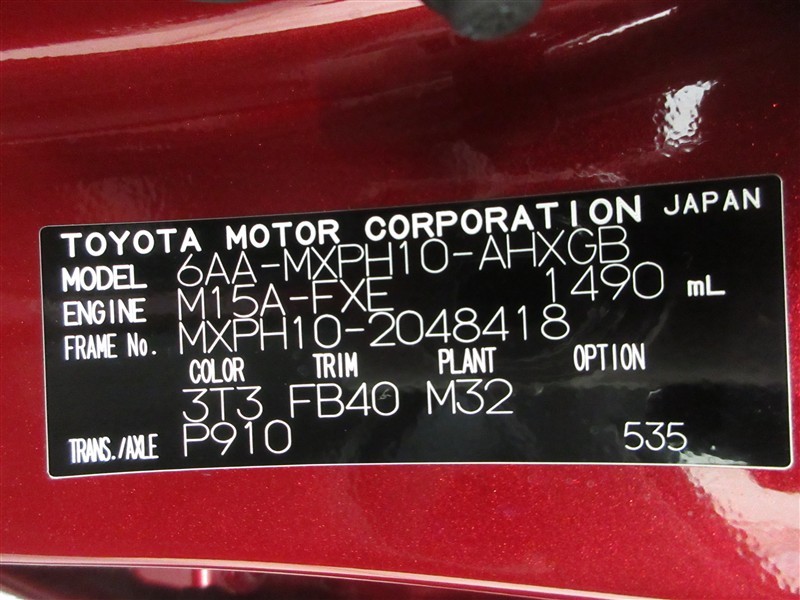 TOYOTA MOTOR CORPORATION JAPAN
MODEL 6AA-MXPH10-AHXGB
ENGINE M15A-FXE 1490 mL
FRAME No. MXPH10-2048418
COLOR TRIM PLANT OPTION
3T3 FB40 M32
TRANS./AXLE P910 535